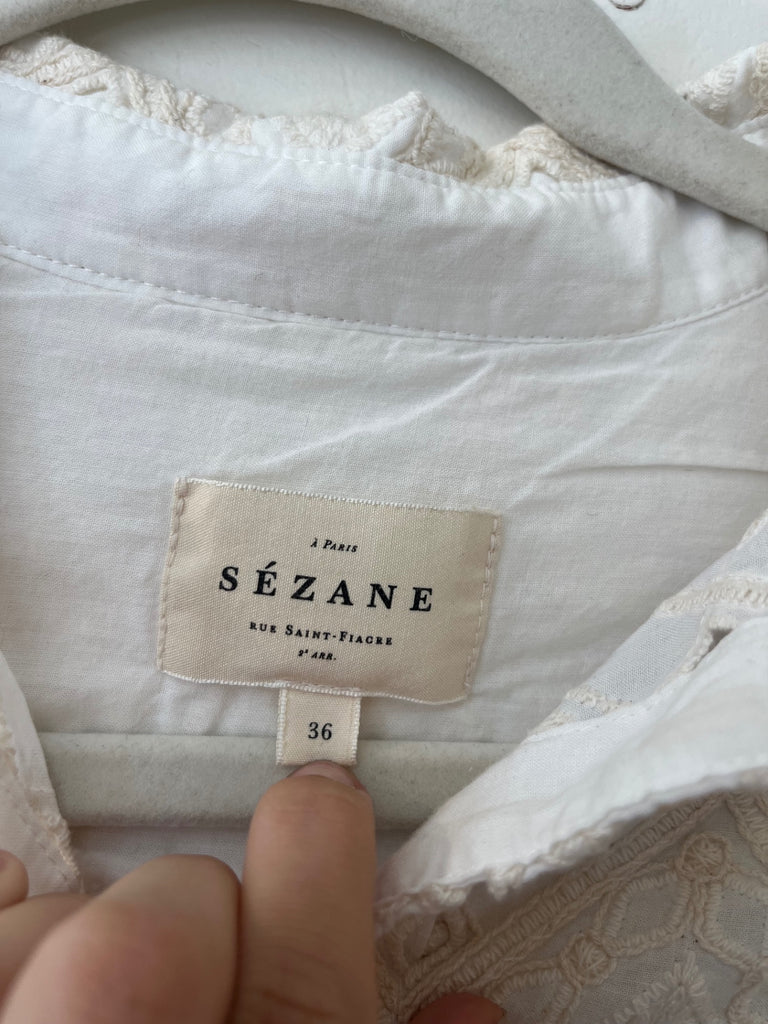 À PARIS
SÉZANE
RUE SAINT-FIACRE
2ᵉ ARR.
36